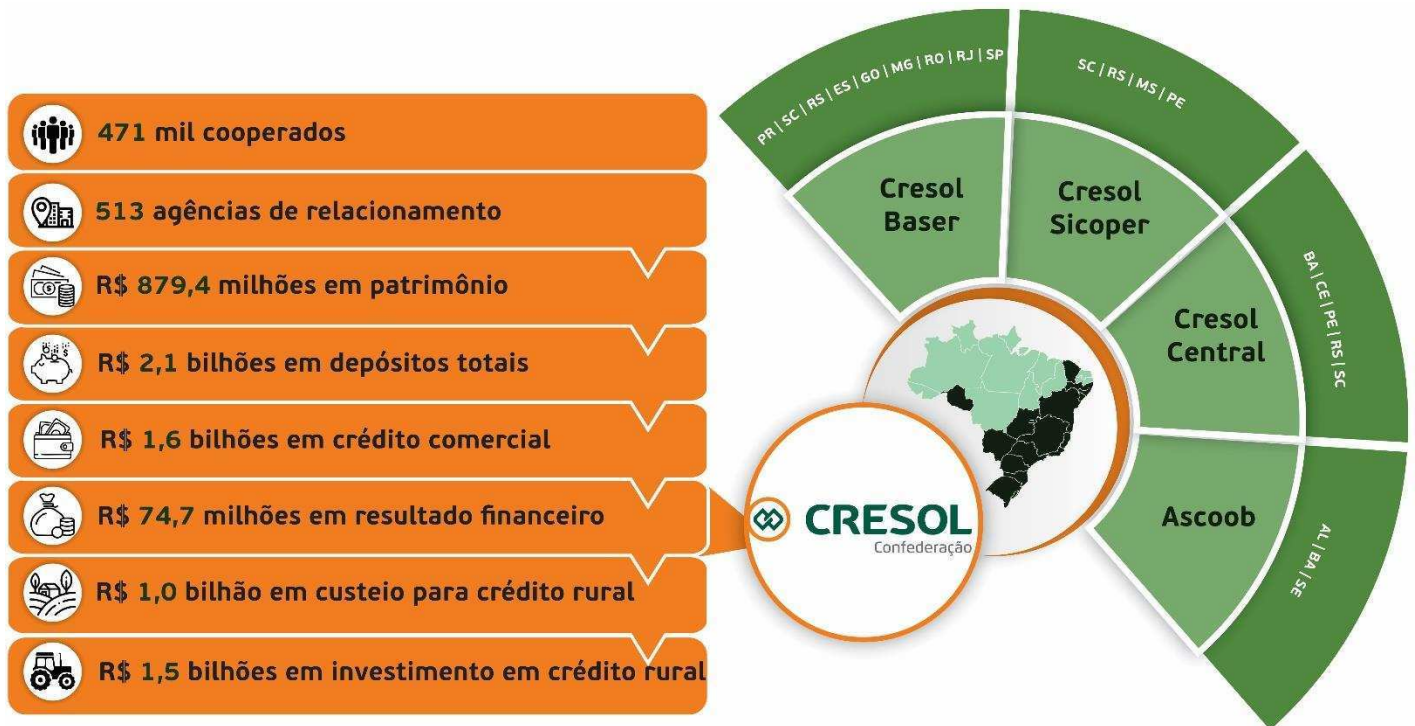 471 mil cooperados
513 agências de relacionamento
R$ 879,4 milhões em patrimônio
R$ 2,1 bilhões em depósitos totais
R$ 1,6 bilhões em crédito comercial
R$ 74,7 milhões em resultado financeiro
R$ 1,0 bilhão em custeio para crédito rural
R$ 1,5 bilhões em investimento em crédito rural
CRESOL
Confederação
PR | SC | RS | ES | GO | MG | RO | RJ | SP
Cresol
Baser
SC | RS | MS | PE
Cresol
Sicoper
BA | CE | PE | RS | SC
Cresol
Central
AL | BA | SE
Ascoob